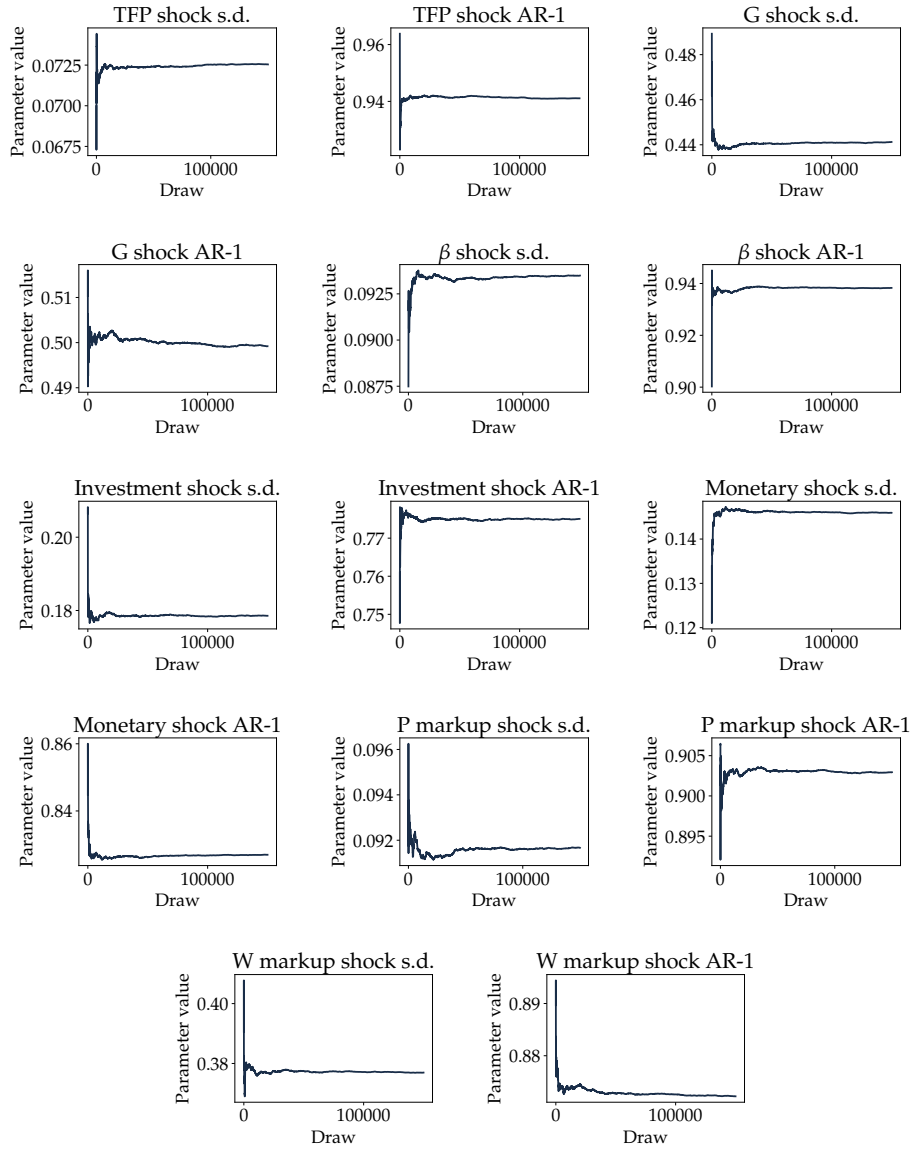 TFP shock s.d.
Parameter value
0.0725
0.0700
0.0675
0
100000
Draw
TFP shock AR-1
Parameter value
0.96
0.94
0
100000
Draw
G shock s.d.
Parameter value
0.48
0.46
0.44
0
100000
Draw
G shock AR-1
Parameter value
0.51
0.50
0.49
0
100000
Draw
β shock s.d.
Parameter value
0.0925
0.0900
0.0875
0
100000
Draw
β shock AR-1
Parameter value
0.94
0.92
0.90
0
100000
Draw
Investment shock s.d.
Parameter value
0.20
0.18
0
100000
Draw
Investment shock AR-1
Parameter value
0.77
0.76
0.75
0
100000
Draw
Monetary shock s.d.
Parameter value
0.14
0.13
0.12
0
100000
Draw
Monetary shock AR-1
Parameter value
0.86
0.84
0
100000
Draw
P markup shock s.d.
Parameter value
0.096
0.094
0.092
0
100000
Draw
P markup shock AR-1
Parameter value
0.905
0.900
0.895
0
100000
Draw
W markup shock s.d.
Parameter value
0.40
0.38
0
100000
Draw
W markup shock AR-1
Parameter value
0.89
0.88
0
100000
Draw